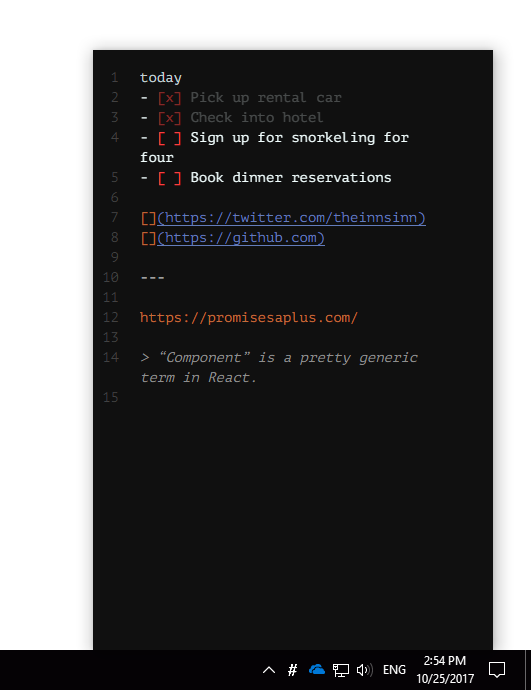 1 today
2 - [x] Pick up rental car
3 - [x] Check into hotel
4 - [ ] Sign up for snorkeling for
four
5 - [ ] Book dinner reservations
6
7 [](https://twitter.com/theinnsinn)
8 [](https://github.com)
9
10 ---
11
12 https://promisesaplus.com/
13
14 > “Component” is a pretty generic
term in React.
15
# ENG 2:54 PM
10/25/2017